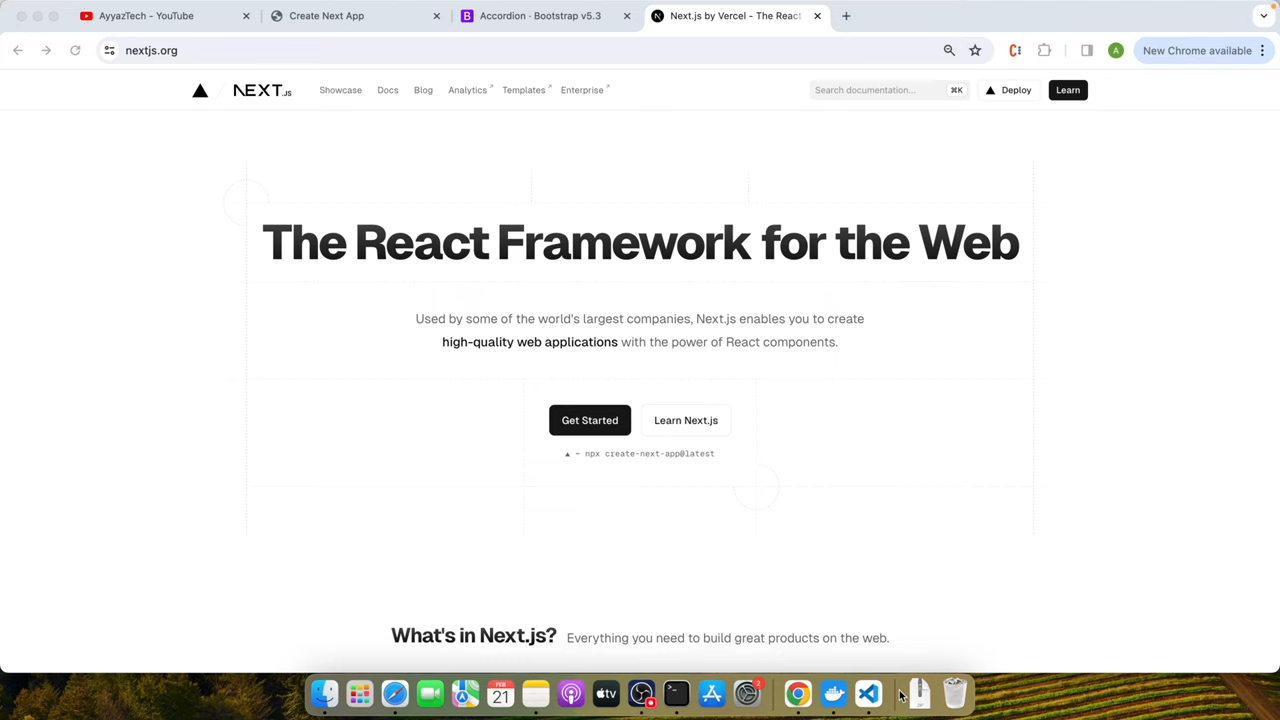 AyyazTech - YouTube
Create Next App
Accordion · Bootstrap v5.3
Next.js by Vercel - The React
nextjs.org
A
New Chrome available
NEXT.JS
Showcase
Docs
Blog
Analytics
Templates
Enterprise
Search documentation...
⌘K
Deploy
Learn
The React Framework for the Web
Used by some of the world's largest companies, Next.js enables you to create
high-quality web applications with the power of React components.
Get Started
Learn Next.js
▲ ~ npx create-next-app@latest
What's in Next.js? Everything you need to build great products on the web.
FEB
21
tv
2